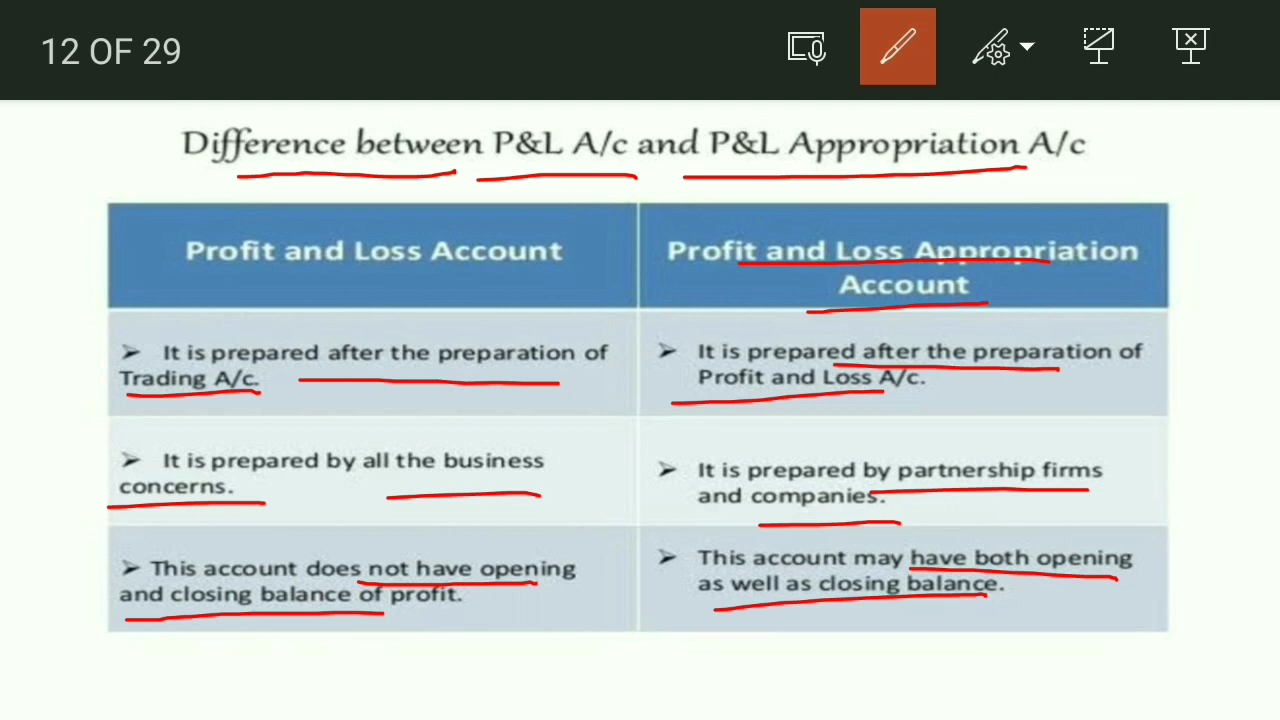 12 OF 29
Difference between P&L A/c and P&L Appropriation A/c
Profit and Loss Account
Profit and Loss Appropriation
Account
➢ It is prepared after the preparation of
Trading A/c.
➢ It is prepared after the preparation of
Profit and Loss A/c.
➢ It is prepared by all the business
concerns.
➢ It is prepared by partnership firms
and companies.
➢ This account does not have opening
and closing balance of profit.
➢ This account may have both opening
as well as closing balance.